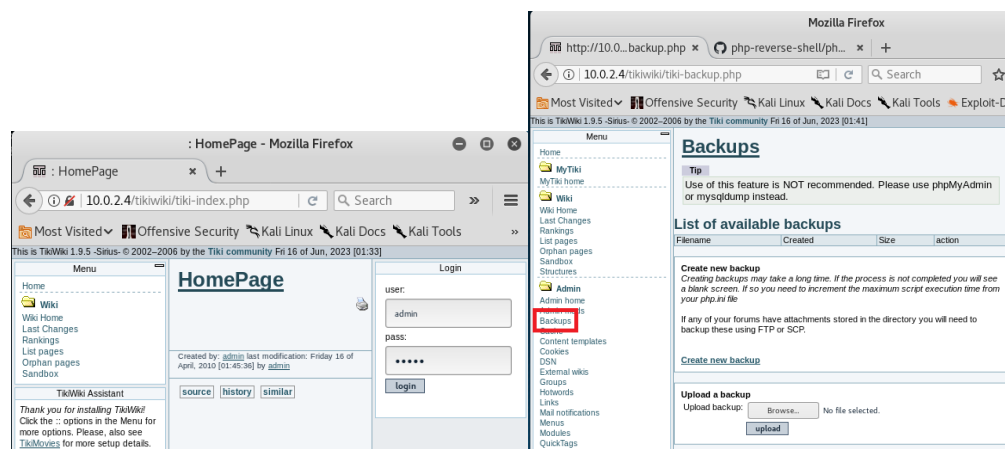 : HomePage - Mozilla Firefox
: HomePage
10.0.2.4/tikiwiki/tiki-index.php
Search
Most Visited
Offensive Security
Kali Linux
Kali Docs
Kali Tools
This is TikiWiki 1.9.5 -Sirius- © 2002–2006 by the Tiki community Fri 16 of Jun, 2023 [01:33]
Menu
Home
Wiki
Wiki Home
Last Changes
Rankings
List pages
Orphan pages
Sandbox
TikiWiki Assistant
Thank you for installing TikiWiki!
Click the :: options in the Menu for
more options. Please, also see
TikiMovies for more setup details.
HomePage
Created by: admin last modification: Friday 16 of
April, 2010 [01:45:36] by admin
source history similar
Login
user:
admin
pass:
•••••
login
Mozilla Firefox
http://10.0...backup.php
php-reverse-shell/ph...
10.0.2.4/tikiwiki/tiki-backup.php
Search
Most Visited
Offensive Security
Kali Linux
Kali Docs
Kali Tools
Exploit-D
This is TikiWiki 1.9.5 -Sirius- © 2002–2006 by the Tiki community Fri 16 of Jun, 2023 [01:41]
Menu
Home
MyTiki
MyTiki home
Wiki
Wiki Home
Last Changes
Rankings
List pages
Orphan pages
Sandbox
Structures
Admin
Admin home
Backups
Content templates
Cookies
DSN
External wikis
Groups
Hotwords
Links
Mail notifications
Menus
Modules
QuickTags
Backups
Tip
Use of this feature is NOT recommended. Please use phpMyAdmin
or mysqldump instead.
List of available backups
Filename Created Size action
Create new backup
Creating backups may take a long time. If the process is not completed you will see
a blank screen. If so you need to increment the maximum script execution time from
your php.ini file
If any of your forums have attachments stored in the directory you will need to
backup these using FTP or SCP.
Create new backup
Upload a backup
Upload backup: Browse... No file selected.
upload